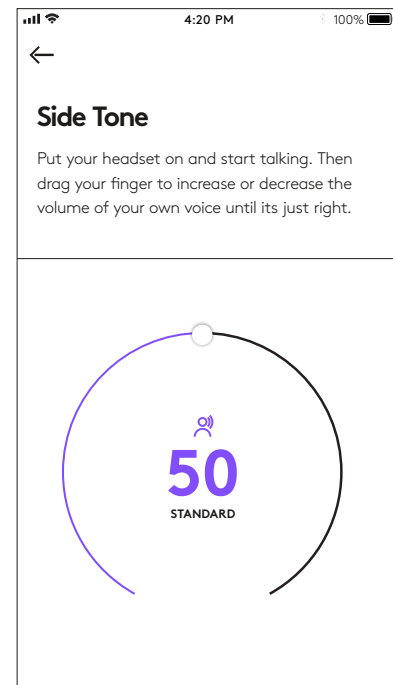 4:20 PM
100%
Side Tone
Put your headset on and start talking. Then
drag your finger to increase or decrease the
volume of your own voice until its just right.
50
STANDARD